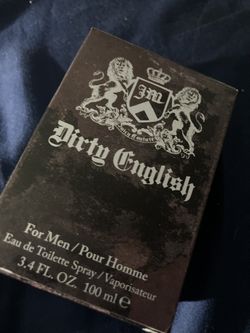 Dirty English
For Men / Pour Homme
Eau de Toilette Spray / Vaporisateur
3.4 FL. OZ. 100 ml e